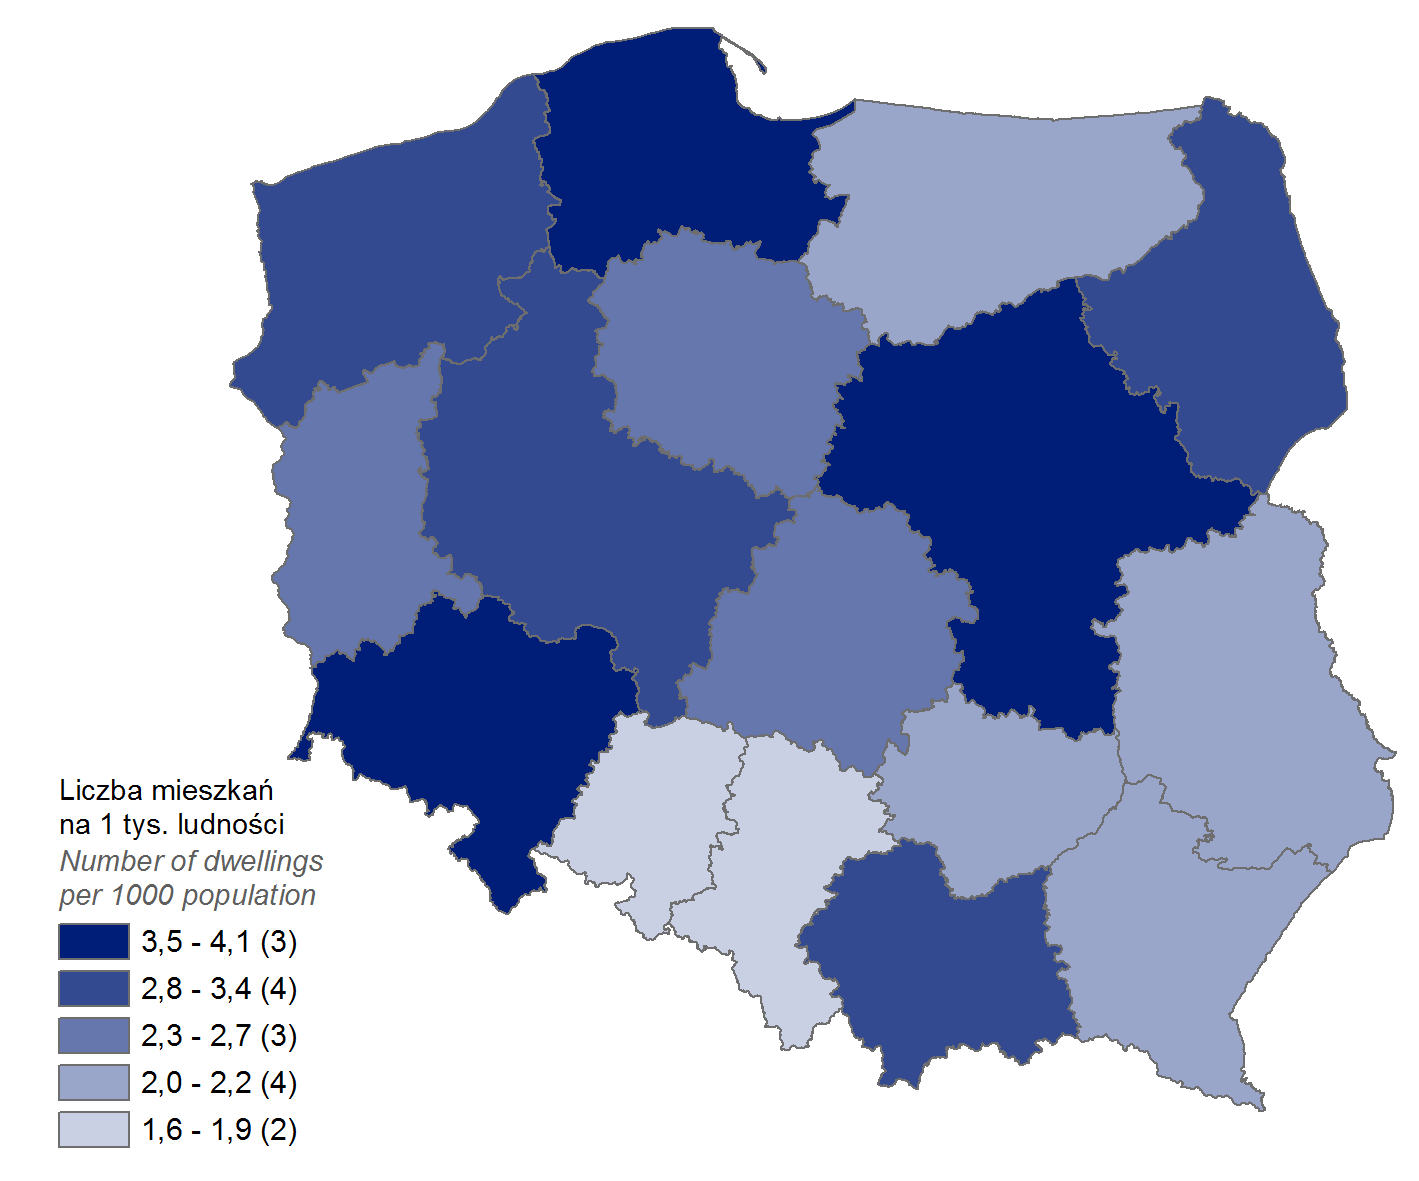 Liczba mieszkań
na 1 tys. ludności
Number of dwellings
per 1000 population
3,5 - 4,1 (3)
2,8 - 3,4 (4)
2,3 - 2,7 (3)
2,0 - 2,2 (4)
1,6 - 1,9 (2)